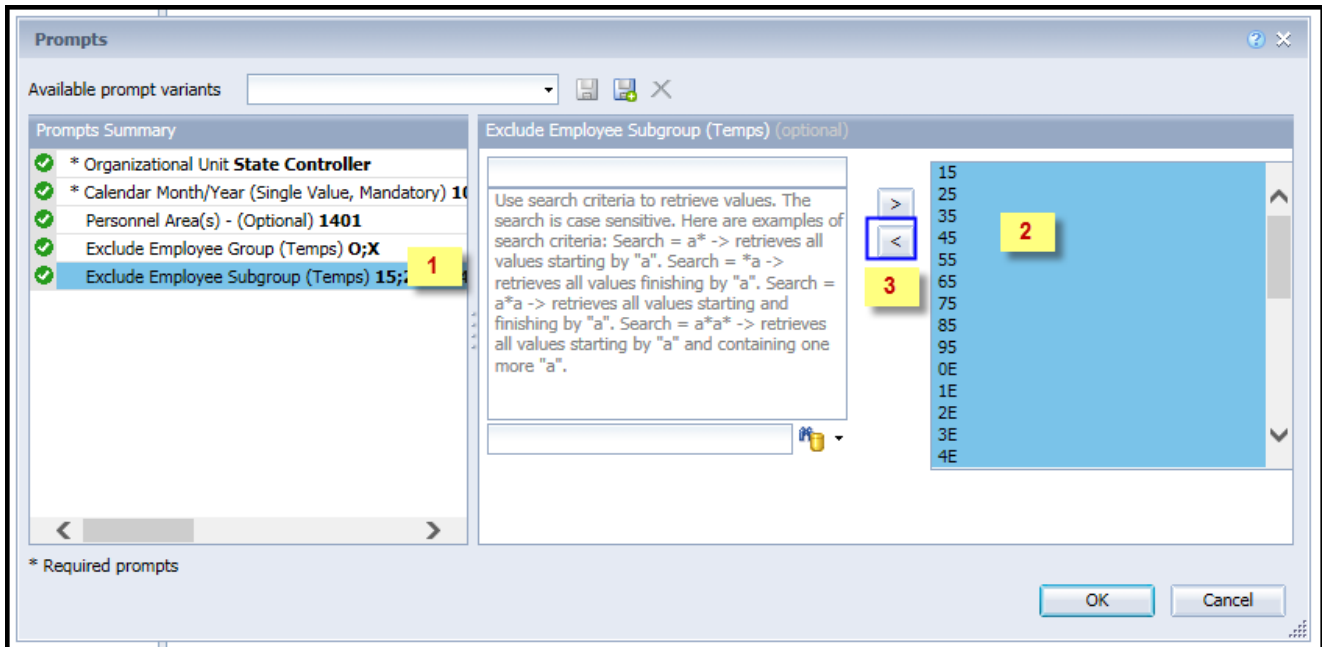 Prompts
Available prompt variants
Prompts Summary
* Organizational Unit State Controller
* Calendar Month/Year (Single Value, Mandatory) 10
Personnel Area(s) - (Optional) 1401
Exclude Employee Group (Temps) O;X
Exclude Employee Subgroup (Temps) 15;
1
Exclude Employee Subgroup (Temps) (optional)
Use search criteria to retrieve values. The
search is case sensitive. Here are examples of
search criteria: Search = a* -> retrieves all
values starting by "a". Search = *a ->
retrieves all values finishing by "a". Search =
a*a -> retrieves all values starting and
finishing by "a". Search = a*a* -> retrieves
all values starting by "a" and containing one
more "a".
>
<
3
15
25
35
45
55
65
75
85
95
0E
1E
2E
3E
4E
2
* Required prompts
OK
Cancel